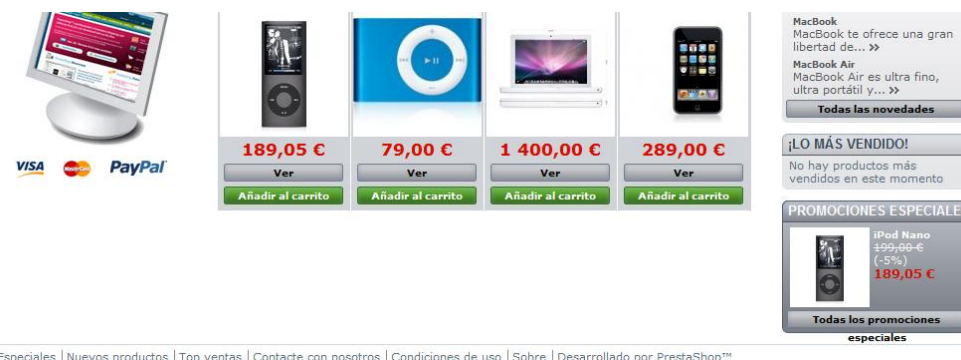 MacBook
MacBook te ofrece una gran
libertad de... »
MacBook Air
MacBook Air es ultra fino,
ultra portátil y... »
Todas las novedades
VISA MasterCard PayPal
189,05 €
79,00 €
1 400,00 €
289,00 €
Ver
Ver
Ver
Ver
Añadir al carrito
Añadir al carrito
Añadir al carrito
Añadir al carrito
¡LO MÁS VENDIDO!
No hay productos más
vendidos en este momento
PROMOCIONES ESPECIALE
iPod Nano
199,00 €
(-5%)
189,05 €
Todas los promociones
especiales
Especiales | Nuevos productos | Top ventas | Contacte con nosotros | Condiciones de uso | Sobre | Desarrollado por PrestaShop™